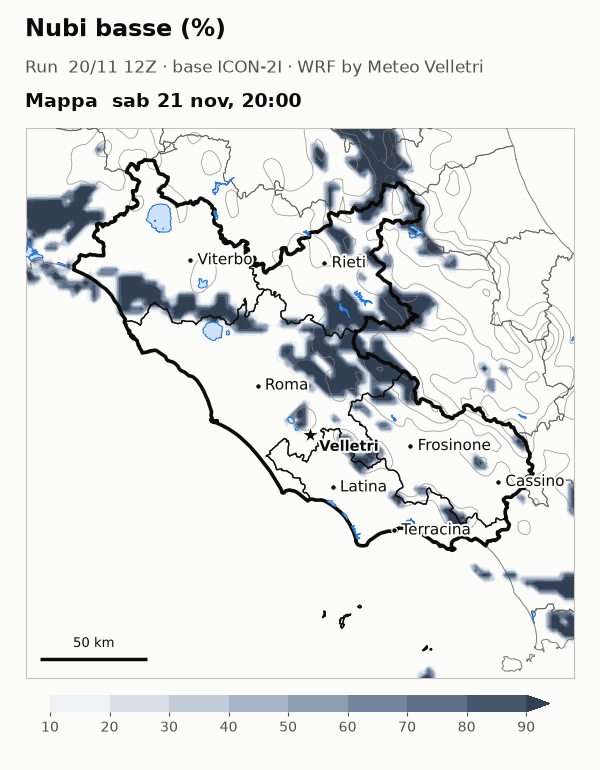 Nubi basse (%)
Run  20/11 12Z · base ICON-2I · WRF by Meteo Velletri
Mappa  sab 21 nov, 20:00
Viterbo
Rieti
Roma
Velletri
Frosinone
Latina
Cassino
Terracina
50 km
10 20 30 40 50 60 70 80 90